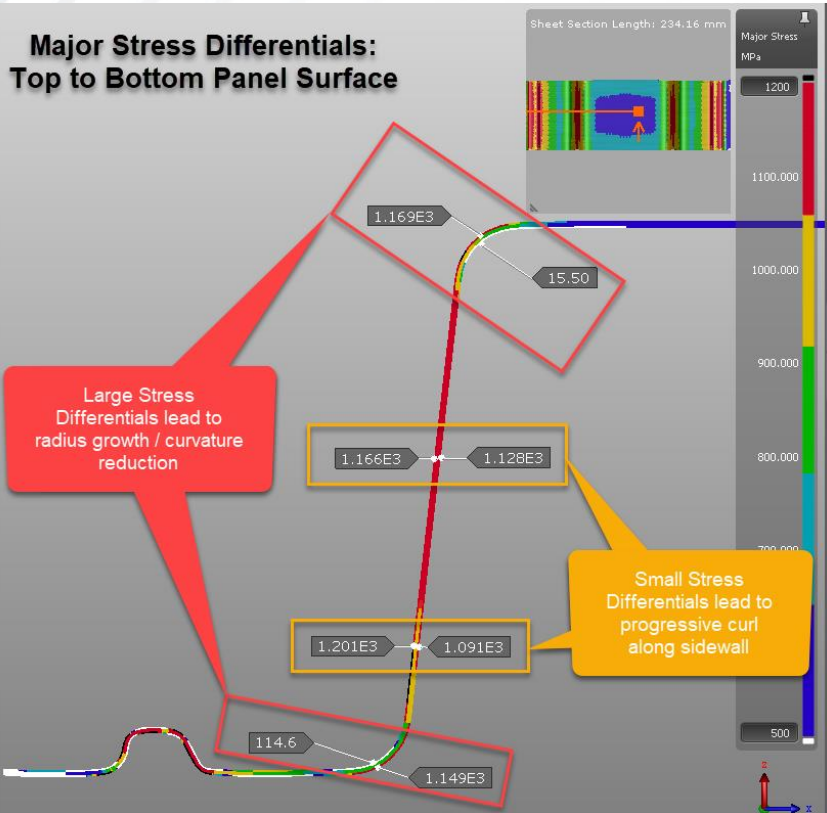 Major Stress Differentials:
Top to Bottom Panel Surface
Sheet Section Length: 234.16 mm
Major Stress
MPa
1200
1100.000
1000.000
900.000
800.000
700.000
500
1.169E3
15.50
Large Stress
Differentials lead to
radius growth / curvature
reduction
1.166E3
1.128E3
Small Stress
Differentials lead to
progressive curl
along sidewall
1.201E3
1.091E3
114.6
1.149E3
z
x